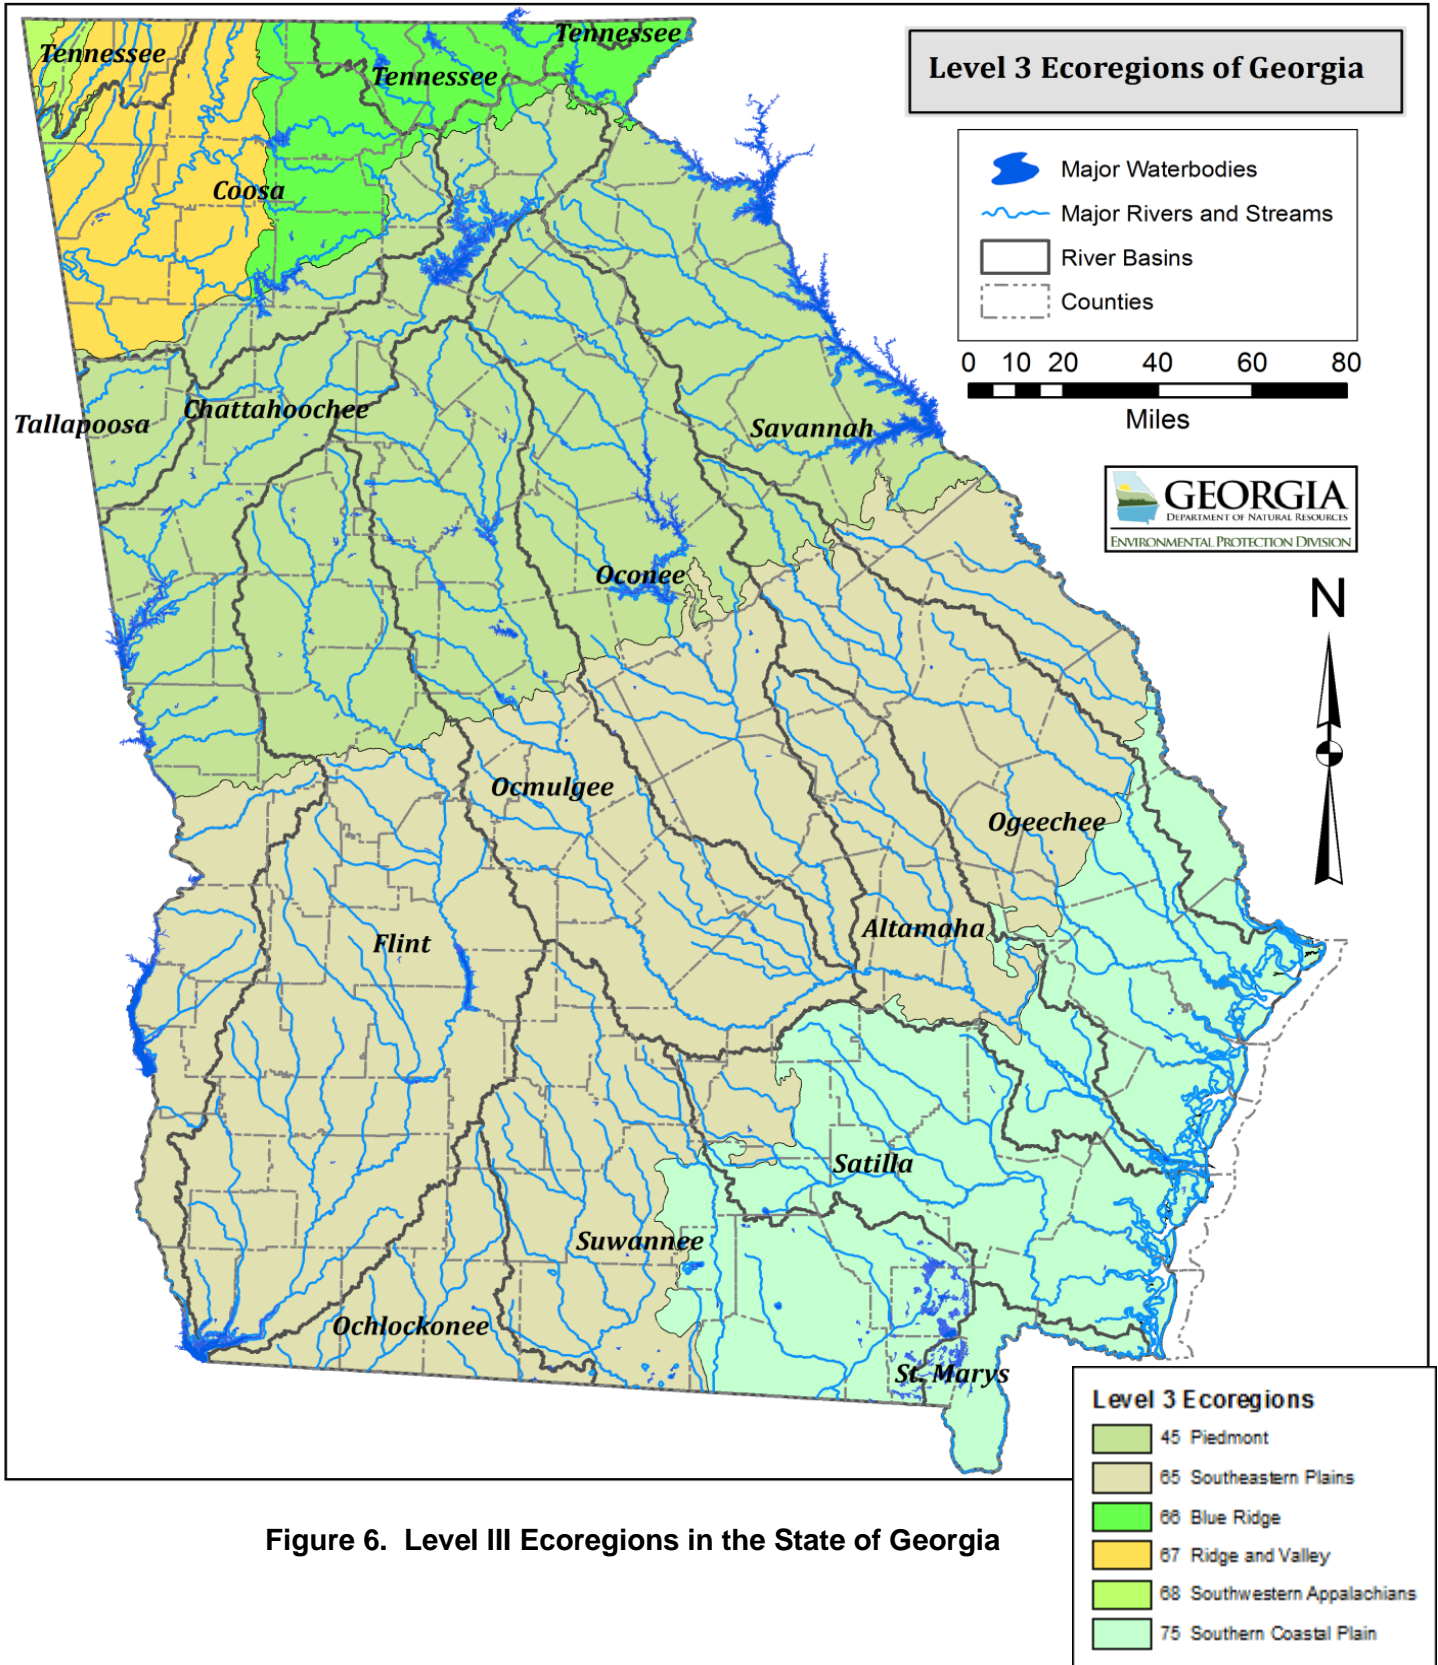 Level 3 Ecoregions of Georgia
Major Waterbodies
Major Rivers and Streams
River Basins
Counties
0 10 20 40 60 80
Miles
GEORGIA
DEPARTMENT OF NATURAL RESOURCES
ENVIRONMENTAL PROTECTION DIVISION
N
Tennessee
Tennessee
Tennessee
Coosa
Tallapoosa
Chattahoochee
Savannah
Oconee
Ocmulgee
Ogeechee
Flint
Altamaha
Satilla
Suwannee
Ochlockonee
St. Marys
Level 3 Ecoregions
45 Piedmont
65 Southeastern Plains
66 Blue Ridge
67 Ridge and Valley
68 Southwestern Appalachians
75 Southern Coastal Plain
Figure 6. Level III Ecoregions in the State of Georgia